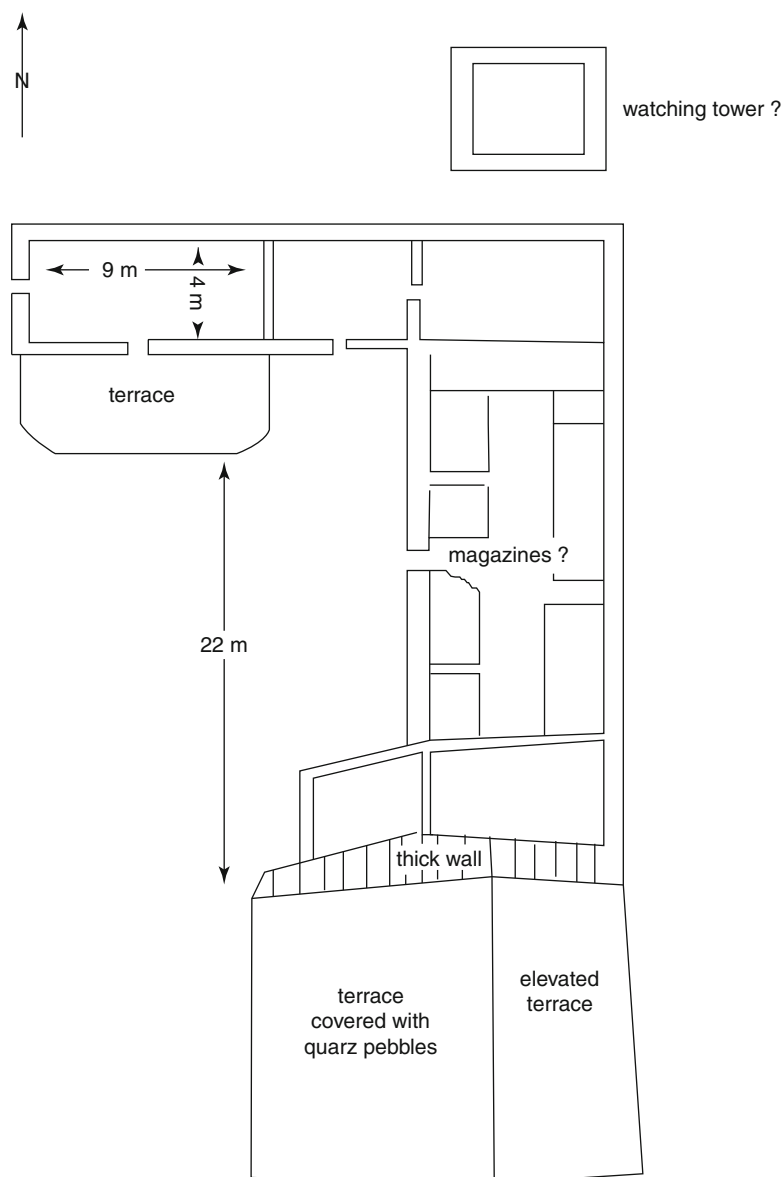 N
watching tower ?
9 m
4 m
terrace
magazines ?
22 m
thick wall
terrace
covered with
quarz pebbles
elevated
terrace